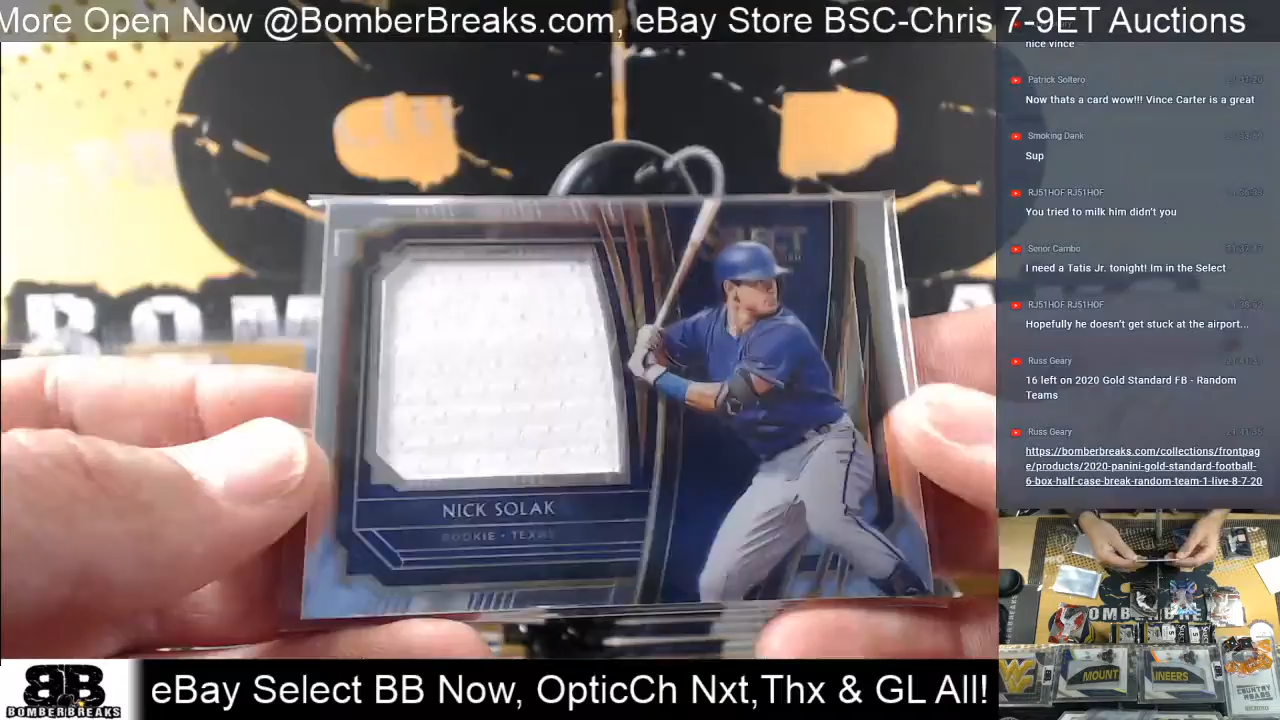 More Open Now @BomberBreaks.com, eBay Store BSC-Chris 7-9ET Auctions
nice vince
Patrick Soltero
Now thats a card wow!!! Vince Carter is a great
Smoking Dank
Sup
RJ51HOF RJ51HOF
You tried to milk him didn't you
Senor Cambo
I need a Tatis Jr. tonight! Im in the Select
RJ51HOF RJ51HOF
Hopefully he doesn't get stuck at the airport...
Russ Geary
16 left on 2020 Gold Standard FB - Random
Teams
Russ Geary
https://bomberbreaks.com/collections/frontpag
e/products/2020-panini-gold-standard-football-
6-box-half-case-break-random-team-1-live-8-7-20
BOM
NICK SOLAK
ROOKIE • TEXAS
MOUNT
AINEERS
COUNTRY
ROADS
BB
BOMBERBREAKS
eBay Select BB Now, OpticCh Nxt,Thx & GL All!